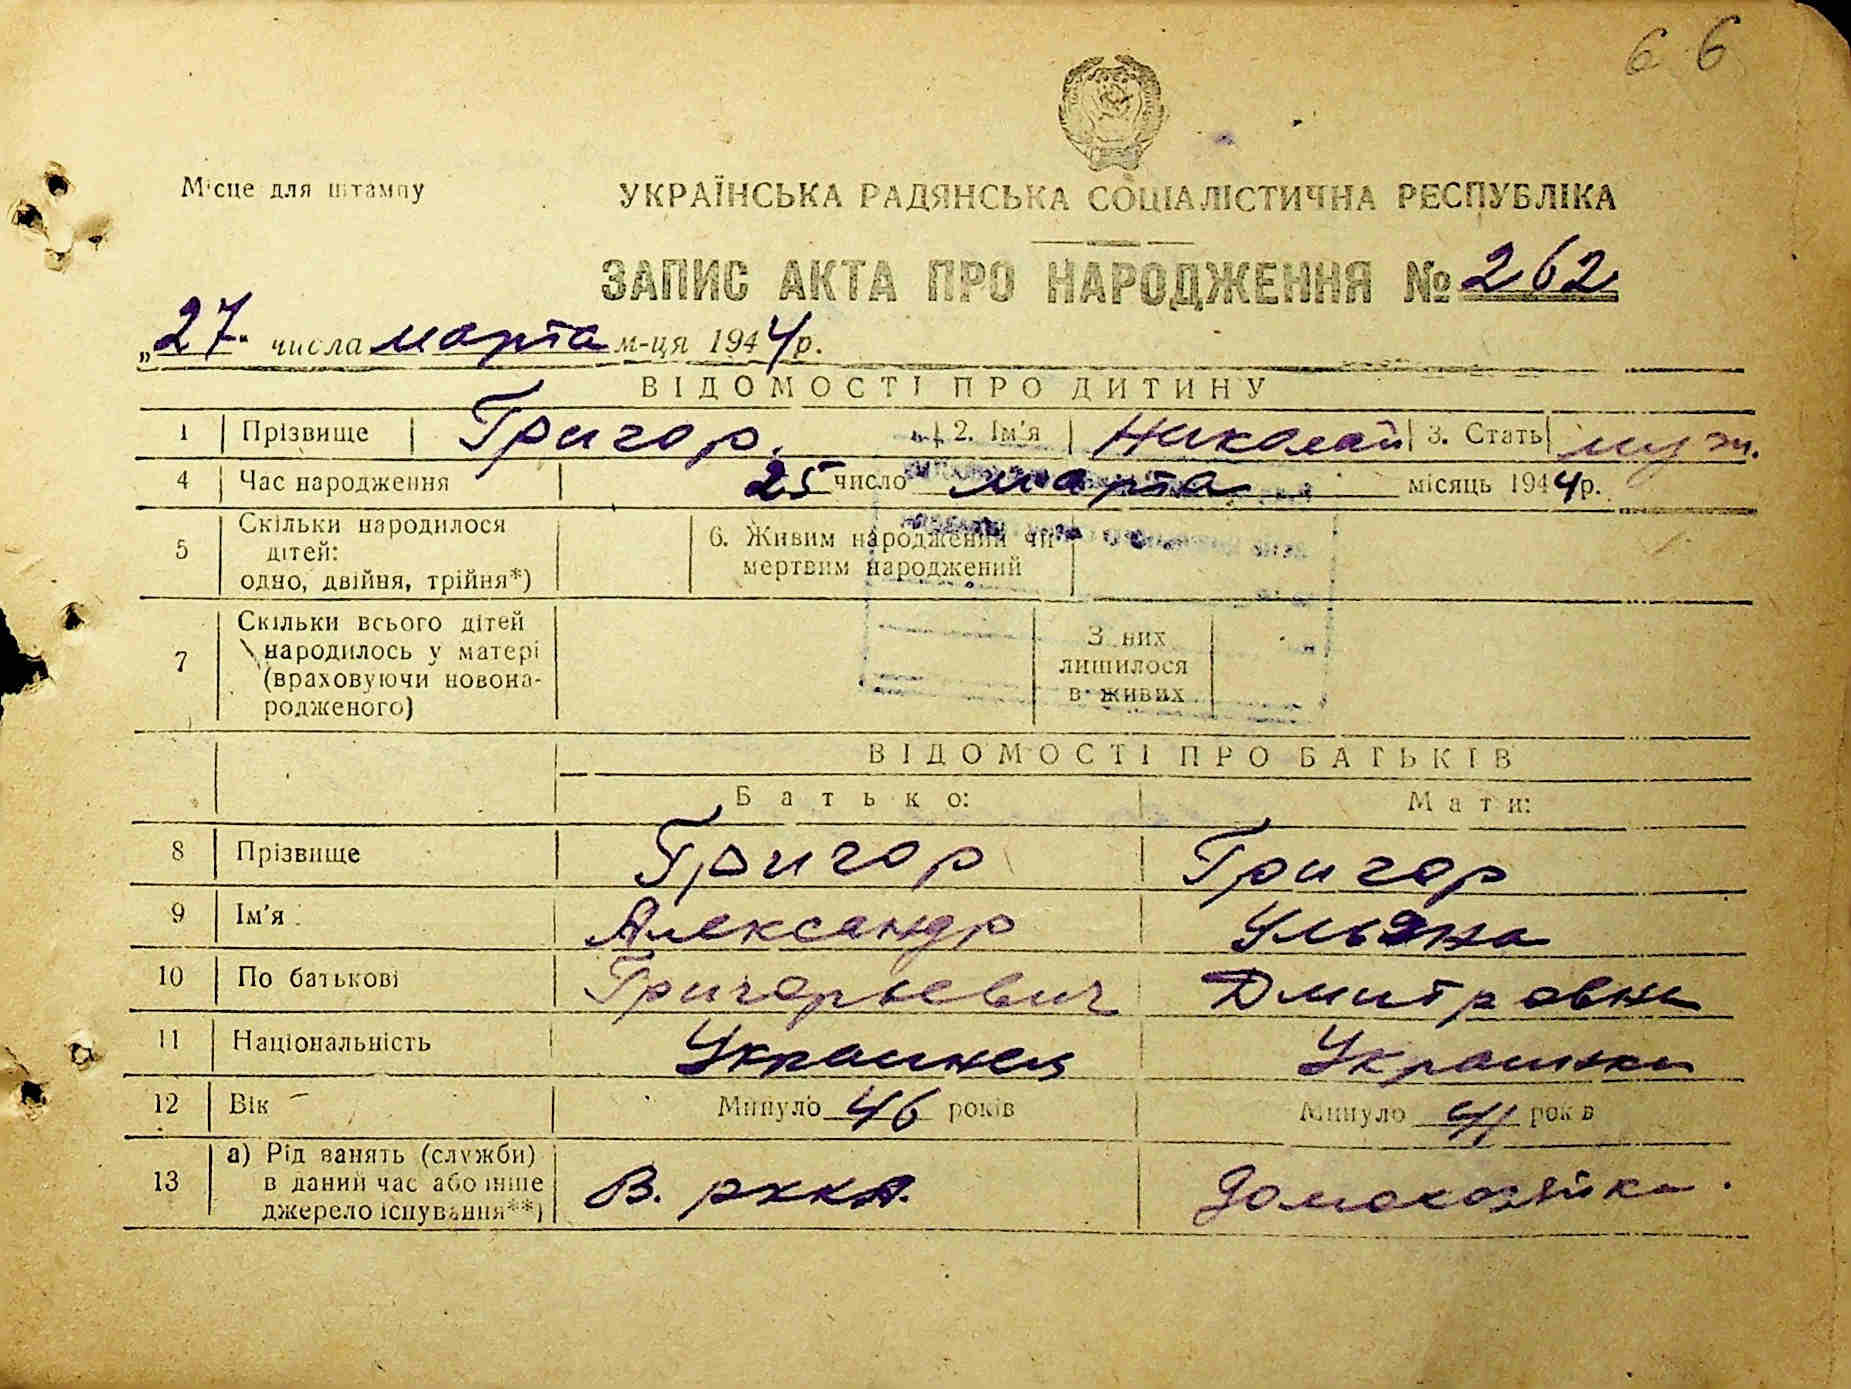 66
Місце для штампу
УКРАЇНСЬКА РАДЯНСЬКА СОЦІАЛІСТИЧНА РЕСПУБЛІКА
ЗАПИС АКТА ПРО НАРОДЖЕННЯ № 262
„27" числа марта м-ця 1944 р.
ВІДОМОСТІ ПРО ДИТИНУ
1 Прізвище Григор. 2. Ім'я Николай 3. Стать муж.
4 Час народження 25 число марта місяць 1944 р.
5 Скільки народилося дітей: одно, двійня, трійня*) 6. Живим народжений чи мертвим народжений
7 Скільки всього дітей народилось у матері (враховуючи новонародженого) З них лишилося в живих
ВІДОМОСТІ ПРО БАТЬКІВ
Батько: Мати:
8 Прізвище Григор Григор
9 Ім'я Александр Ульяна
10 По батькові Григорьевич Дмитровна
11 Національність Украинец Украинка
12 Вік Минуло 46 років Минуло 41 років
13 а) Рід занять (служби) в даний час або інше джерело існування**) В. РККА. Домохозяйка.